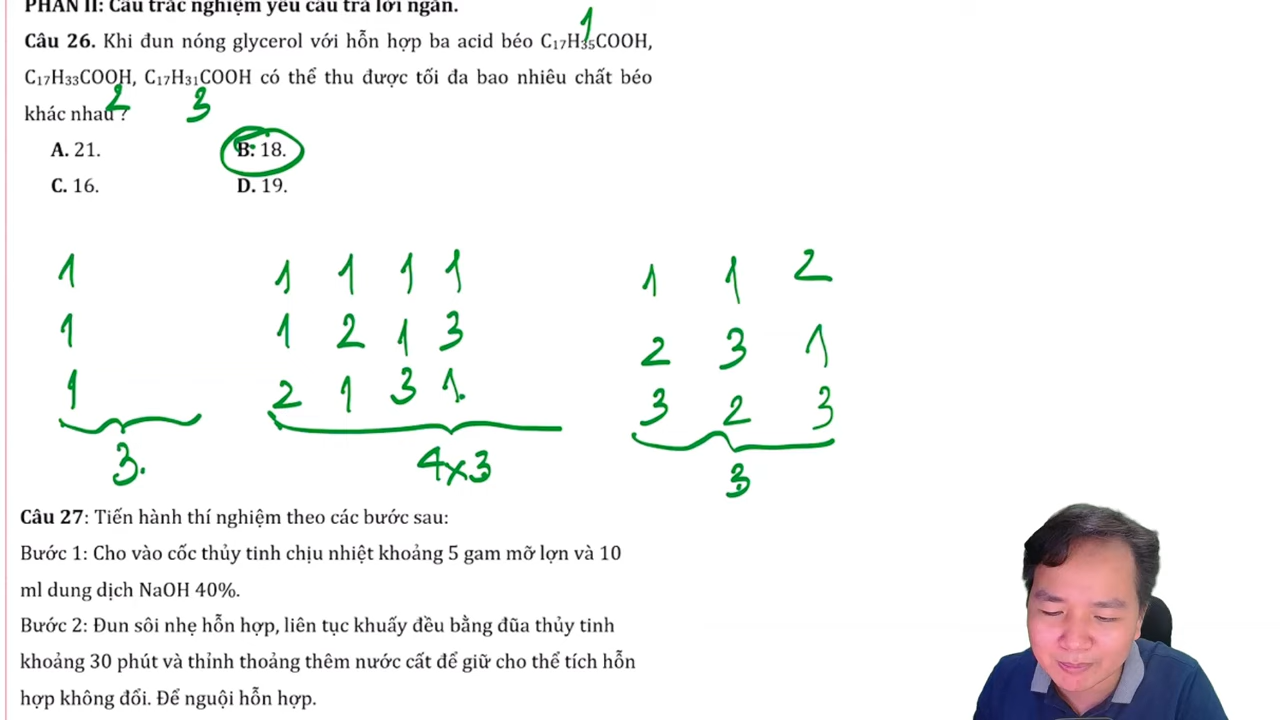 PHẦN II: Câu trắc nghiệm yêu cầu trả lời ngắn.
Câu 26. Khi đun nóng glycerol với hỗn hợp ba acid béo C₁₇H₃₅COOH,
1
C₁₇H₃₃COOH, C₁₇H₃₁COOH có thể thu được tối đa bao nhiêu chất béo
2 3
khác nhau ?
A. 21. B. 18.
C. 16. D. 19.
1 1 1 1 1 1 1 2
1 1 2 1 3 2 3 1
1 2 1 3 1. 3 2 3
3. 4x3 3
Câu 27: Tiến hành thí nghiệm theo các bước sau:
Bước 1: Cho vào cốc thủy tinh chịu nhiệt khoảng 5 gam mỡ lợn và 10
ml dung dịch NaOH 40%.
Bước 2: Đun sôi nhẹ hỗn hợp, liên tục khuấy đều bằng đũa thủy tinh
khoảng 30 phút và thỉnh thoảng thêm nước cất để giữ cho thể tích hỗn
hợp không đổi. Để nguội hỗn hợp.